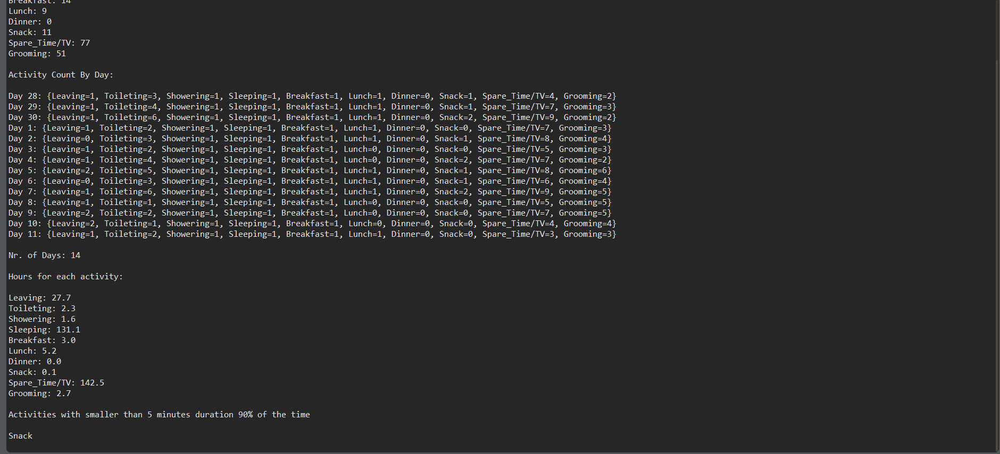 Breakfast: 14
Lunch: 9
Dinner: 0
Snack: 11
Spare_Time/TV: 77
Grooming: 51
Activity Count By Day:
Day 28: {Leaving=1, Toileting=3, Showering=1, Sleeping=1, Breakfast=1, Lunch=1, Dinner=0, Snack=1, Spare_Time/TV=4, Grooming=2}
Day 29: {Leaving=1, Toileting=4, Showering=1, Sleeping=1, Breakfast=1, Lunch=1, Dinner=0, Snack=1, Spare_Time/TV=7, Grooming=3}
Day 30: {Leaving=1, Toileting=6, Showering=1, Sleeping=1, Breakfast=1, Lunch=1, Dinner=0, Snack=2, Spare_Time/TV=9, Grooming=2}
Day 1: {Leaving=1, Toileting=2, Showering=1, Sleeping=1, Breakfast=1, Lunch=1, Dinner=0, Snack=0, Spare_Time/TV=7, Grooming=3}
Day 2: {Leaving=0, Toileting=3, Showering=1, Sleeping=1, Breakfast=1, Lunch=1, Dinner=0, Snack=1, Spare_Time/TV=8, Grooming=4}
Day 3: {Leaving=1, Toileting=2, Showering=1, Sleeping=1, Breakfast=1, Lunch=0, Dinner=0, Snack=0, Spare_Time/TV=5, Grooming=3}
Day 4: {Leaving=1, Toileting=4, Showering=1, Sleeping=1, Breakfast=1, Lunch=0, Dinner=0, Snack=2, Spare_Time/TV=7, Grooming=2}
Day 5: {Leaving=2, Toileting=5, Showering=1, Sleeping=1, Breakfast=1, Lunch=1, Dinner=0, Snack=1, Spare_Time/TV=8, Grooming=6}
Day 6: {Leaving=0, Toileting=3, Showering=1, Sleeping=1, Breakfast=1, Lunch=1, Dinner=0, Snack=1, Spare_Time/TV=6, Grooming=4}
Day 7: {Leaving=1, Toileting=6, Showering=1, Sleeping=1, Breakfast=1, Lunch=1, Dinner=0, Snack=2, Spare_Time/TV=9, Grooming=5}
Day 8: {Leaving=1, Toileting=1, Showering=1, Sleeping=1, Breakfast=1, Lunch=0, Dinner=0, Snack=0, Spare_Time/TV=5, Grooming=5}
Day 9: {Leaving=2, Toileting=2, Showering=1, Sleeping=1, Breakfast=1, Lunch=0, Dinner=0, Snack=0, Spare_Time/TV=7, Grooming=5}
Day 10: {Leaving=2, Toileting=1, Showering=1, Sleeping=1, Breakfast=1, Lunch=0, Dinner=0, Snack=0, Spare_Time/TV=4, Grooming=4}
Day 11: {Leaving=1, Toileting=2, Showering=1, Sleeping=1, Breakfast=1, Lunch=1, Dinner=0, Snack=0, Spare_Time/TV=3, Grooming=3}
Nr. of Days: 14
Hours for each activity:
Leaving: 27.7
Toileting: 2.3
Showering: 1.6
Sleeping: 131.1
Breakfast: 3.0
Lunch: 5.2
Dinner: 0.0
Snack: 0.1
Spare_Time/TV: 142.5
Grooming: 2.7
Activities with smaller than 5 minutes duration 90% of the time
Snack